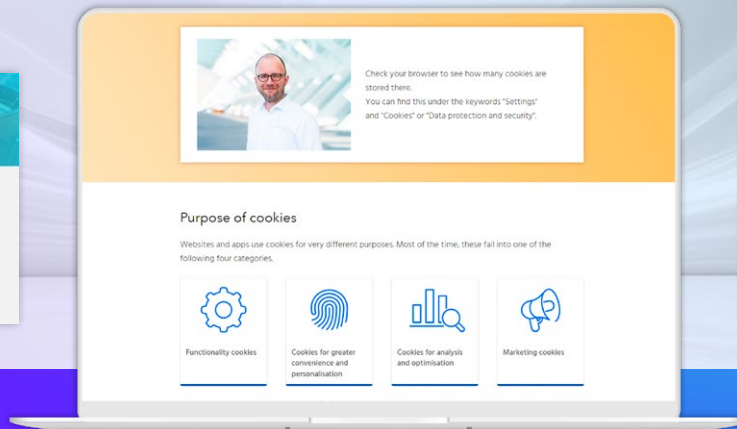 Check your browser to see how many cookies are
stored there.
You can find this under the keywords "Settings"
and "Cookies" or "Data protection and security".
Purpose of cookies
Websites and apps use cookies for very different purposes. Most of the time, these fall into one of the
following four categories.
Functionality cookies
Cookies for greater
convenience and
personalisation
Cookies for analysis
and optimisation
Marketing cookies